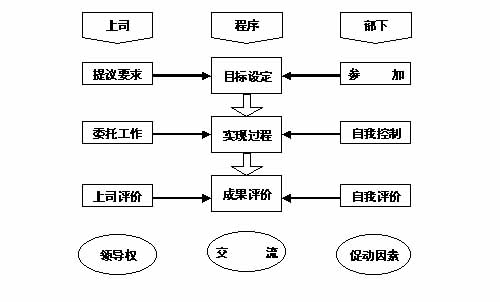 上司 程序 部下
提议要求 目标设定 参 加
委托工作 实现过程 自我控制
上司评价 成果评价 自我评价
领导权 交 流 促动因素